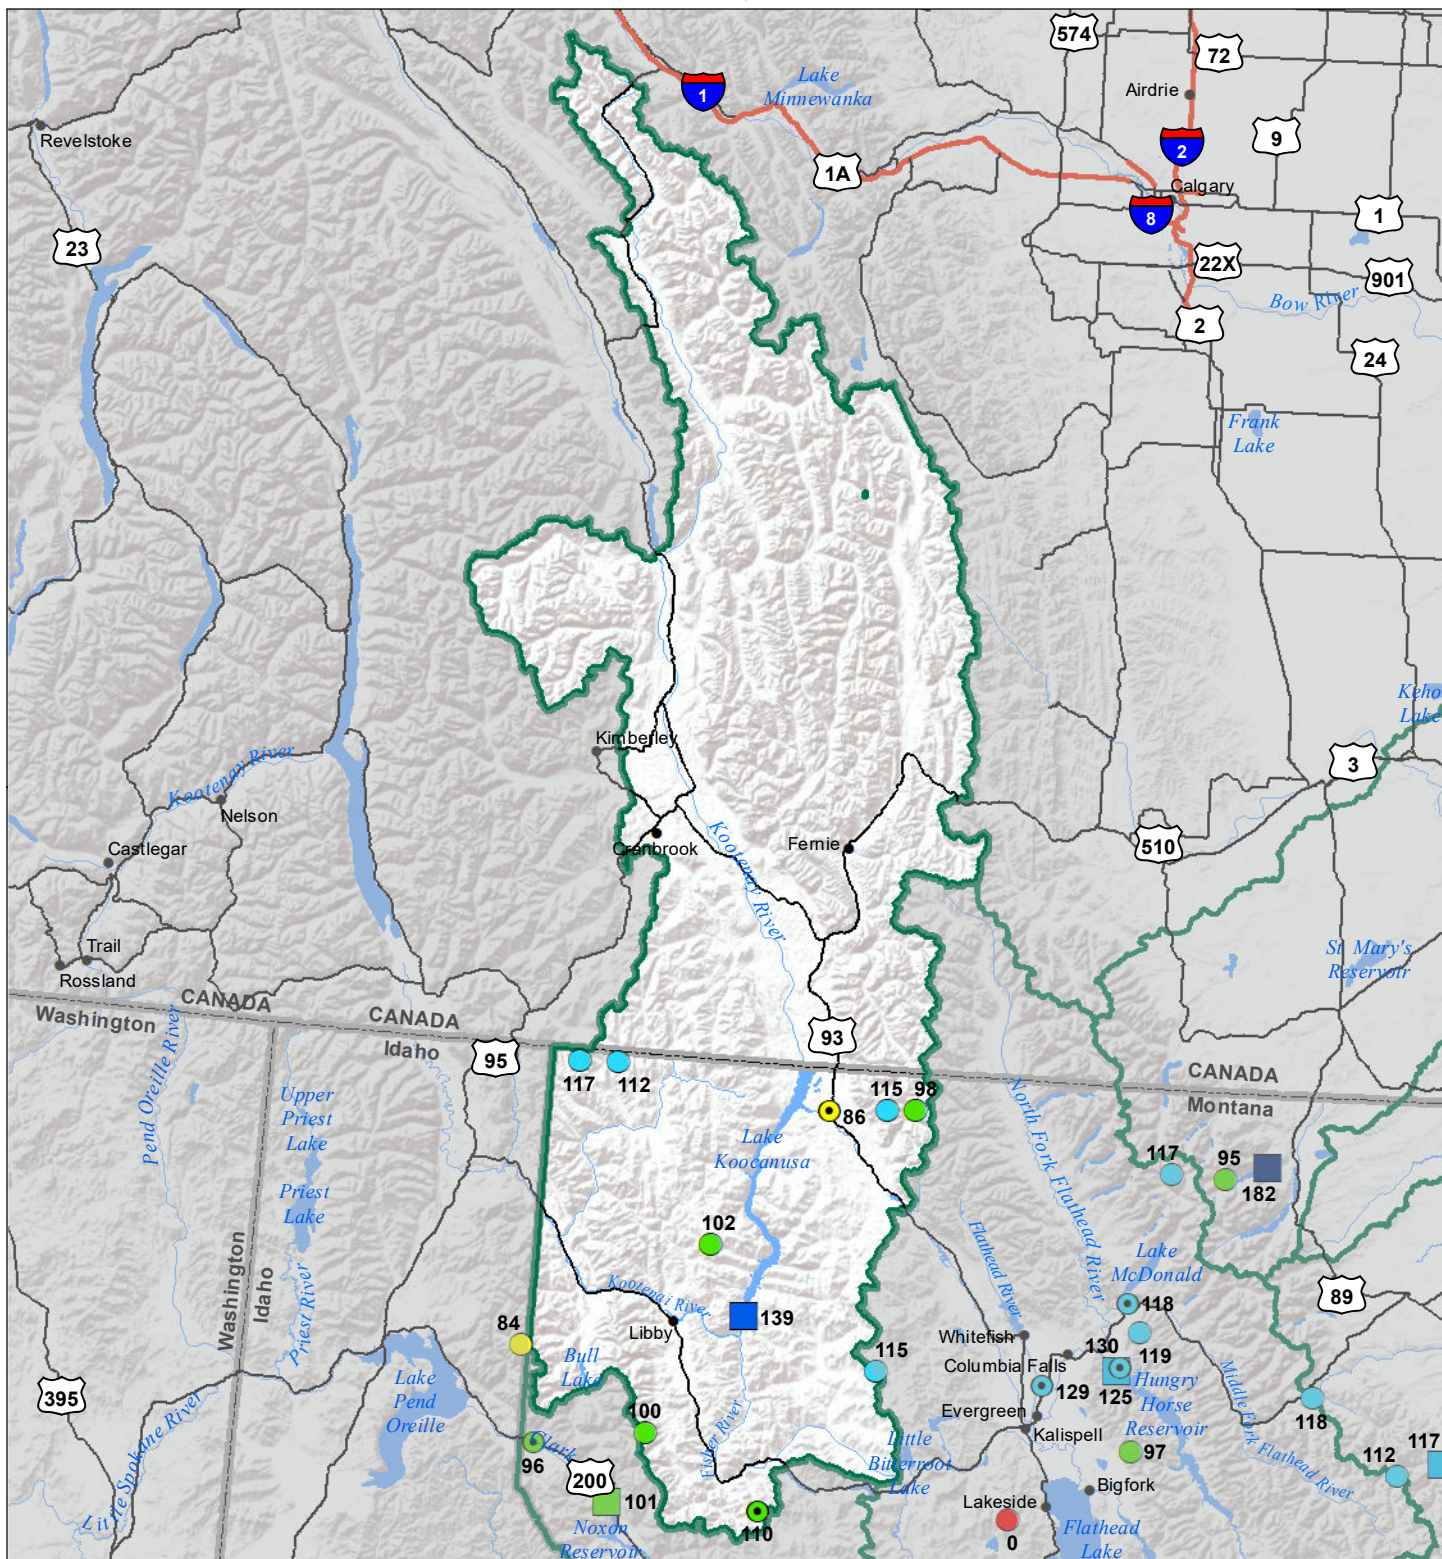 574
72
Lake
Minnewanka
1
Airdrie
Revelstoke
9
2
1A
Calgary
8
1
23
22X
901
Bow River
2
24
Frank
Lake
Keho
Lake
Kimberley
3
Kootenay River
Nelson
Kootenay River
Castlegar
Cranbrook
Fernie
510
Trail
Rossland
St. Mary's
Reservoir
CANADA
Washington
CANADA
Idaho
95
93
Pend Oreille River
117
112
CANADA
Montana
Upper
Priest
Lake
86
115
98
Lake
Koocanusa
North Fork Flathead River
117
95
182
Priest
Lake
102
Flathead River
Lake
McDonald
Washington
Idaho
Priest River
Kootenai River
139
118
89
84
Libby
Whitefish
130
119
Bull
Lake
115
Columbia Falls
129
125
Hungry
Horse
Reservoir
395
Lake
Pend
Oreille
Middle Fork Flathead River
118
100
Evergreen
Kalispell
Clark
96
Fisher River
Little
Bitterroot
Lake
97
112
117
Little Spokane River
200
101
Bigfork
Lakeside
Noxon
Reservoir
110
0
Flathead
Lake